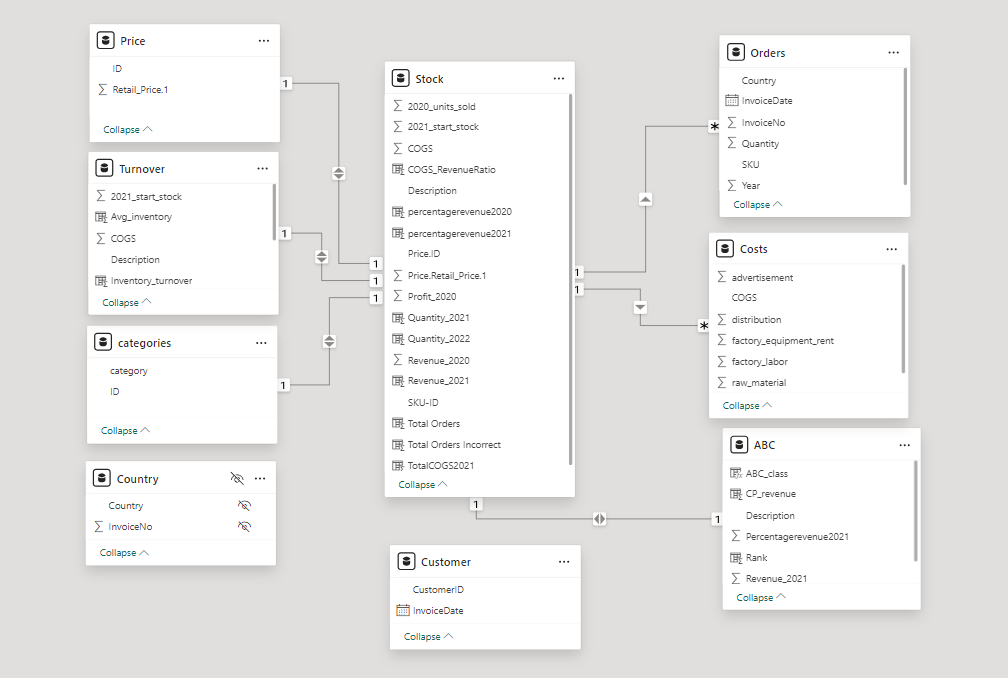 Price
ID
Retail_Price.1
Collapse
Turnover
2021_start_stock
Avg_inventory
COGS
Description
Inventory_turnover
Collapse
categories
category
ID
Collapse
Country
Country
InvoiceNo
Collapse
Stock
2020_units_sold
2021_start_stock
COGS
COGS_RevenueRatio
Description
percentagerevenue2020
percentagerevenue2021
Price.ID
Price.Retail_Price.1
Profit_2020
Quantity_2021
Quantity_2022
Revenue_2020
Revenue_2021
SKU-ID
Total Orders
Total Orders Incorrect
TotalCOGS2021
Collapse
Customer
CustomerID
InvoiceDate
Collapse
Orders
Country
InvoiceDate
InvoiceNo
Quantity
SKU
Year
Collapse
Costs
advertisement
COGS
distribution
factory_equipment_rent
factory_labor
raw_material
Collapse
ABC
ABC_class
CP_revenue
Description
Percentagerevenue2021
Rank
Revenue_2021
Collapse
1
1
1
1
1
1
1
*
1
*
1
1